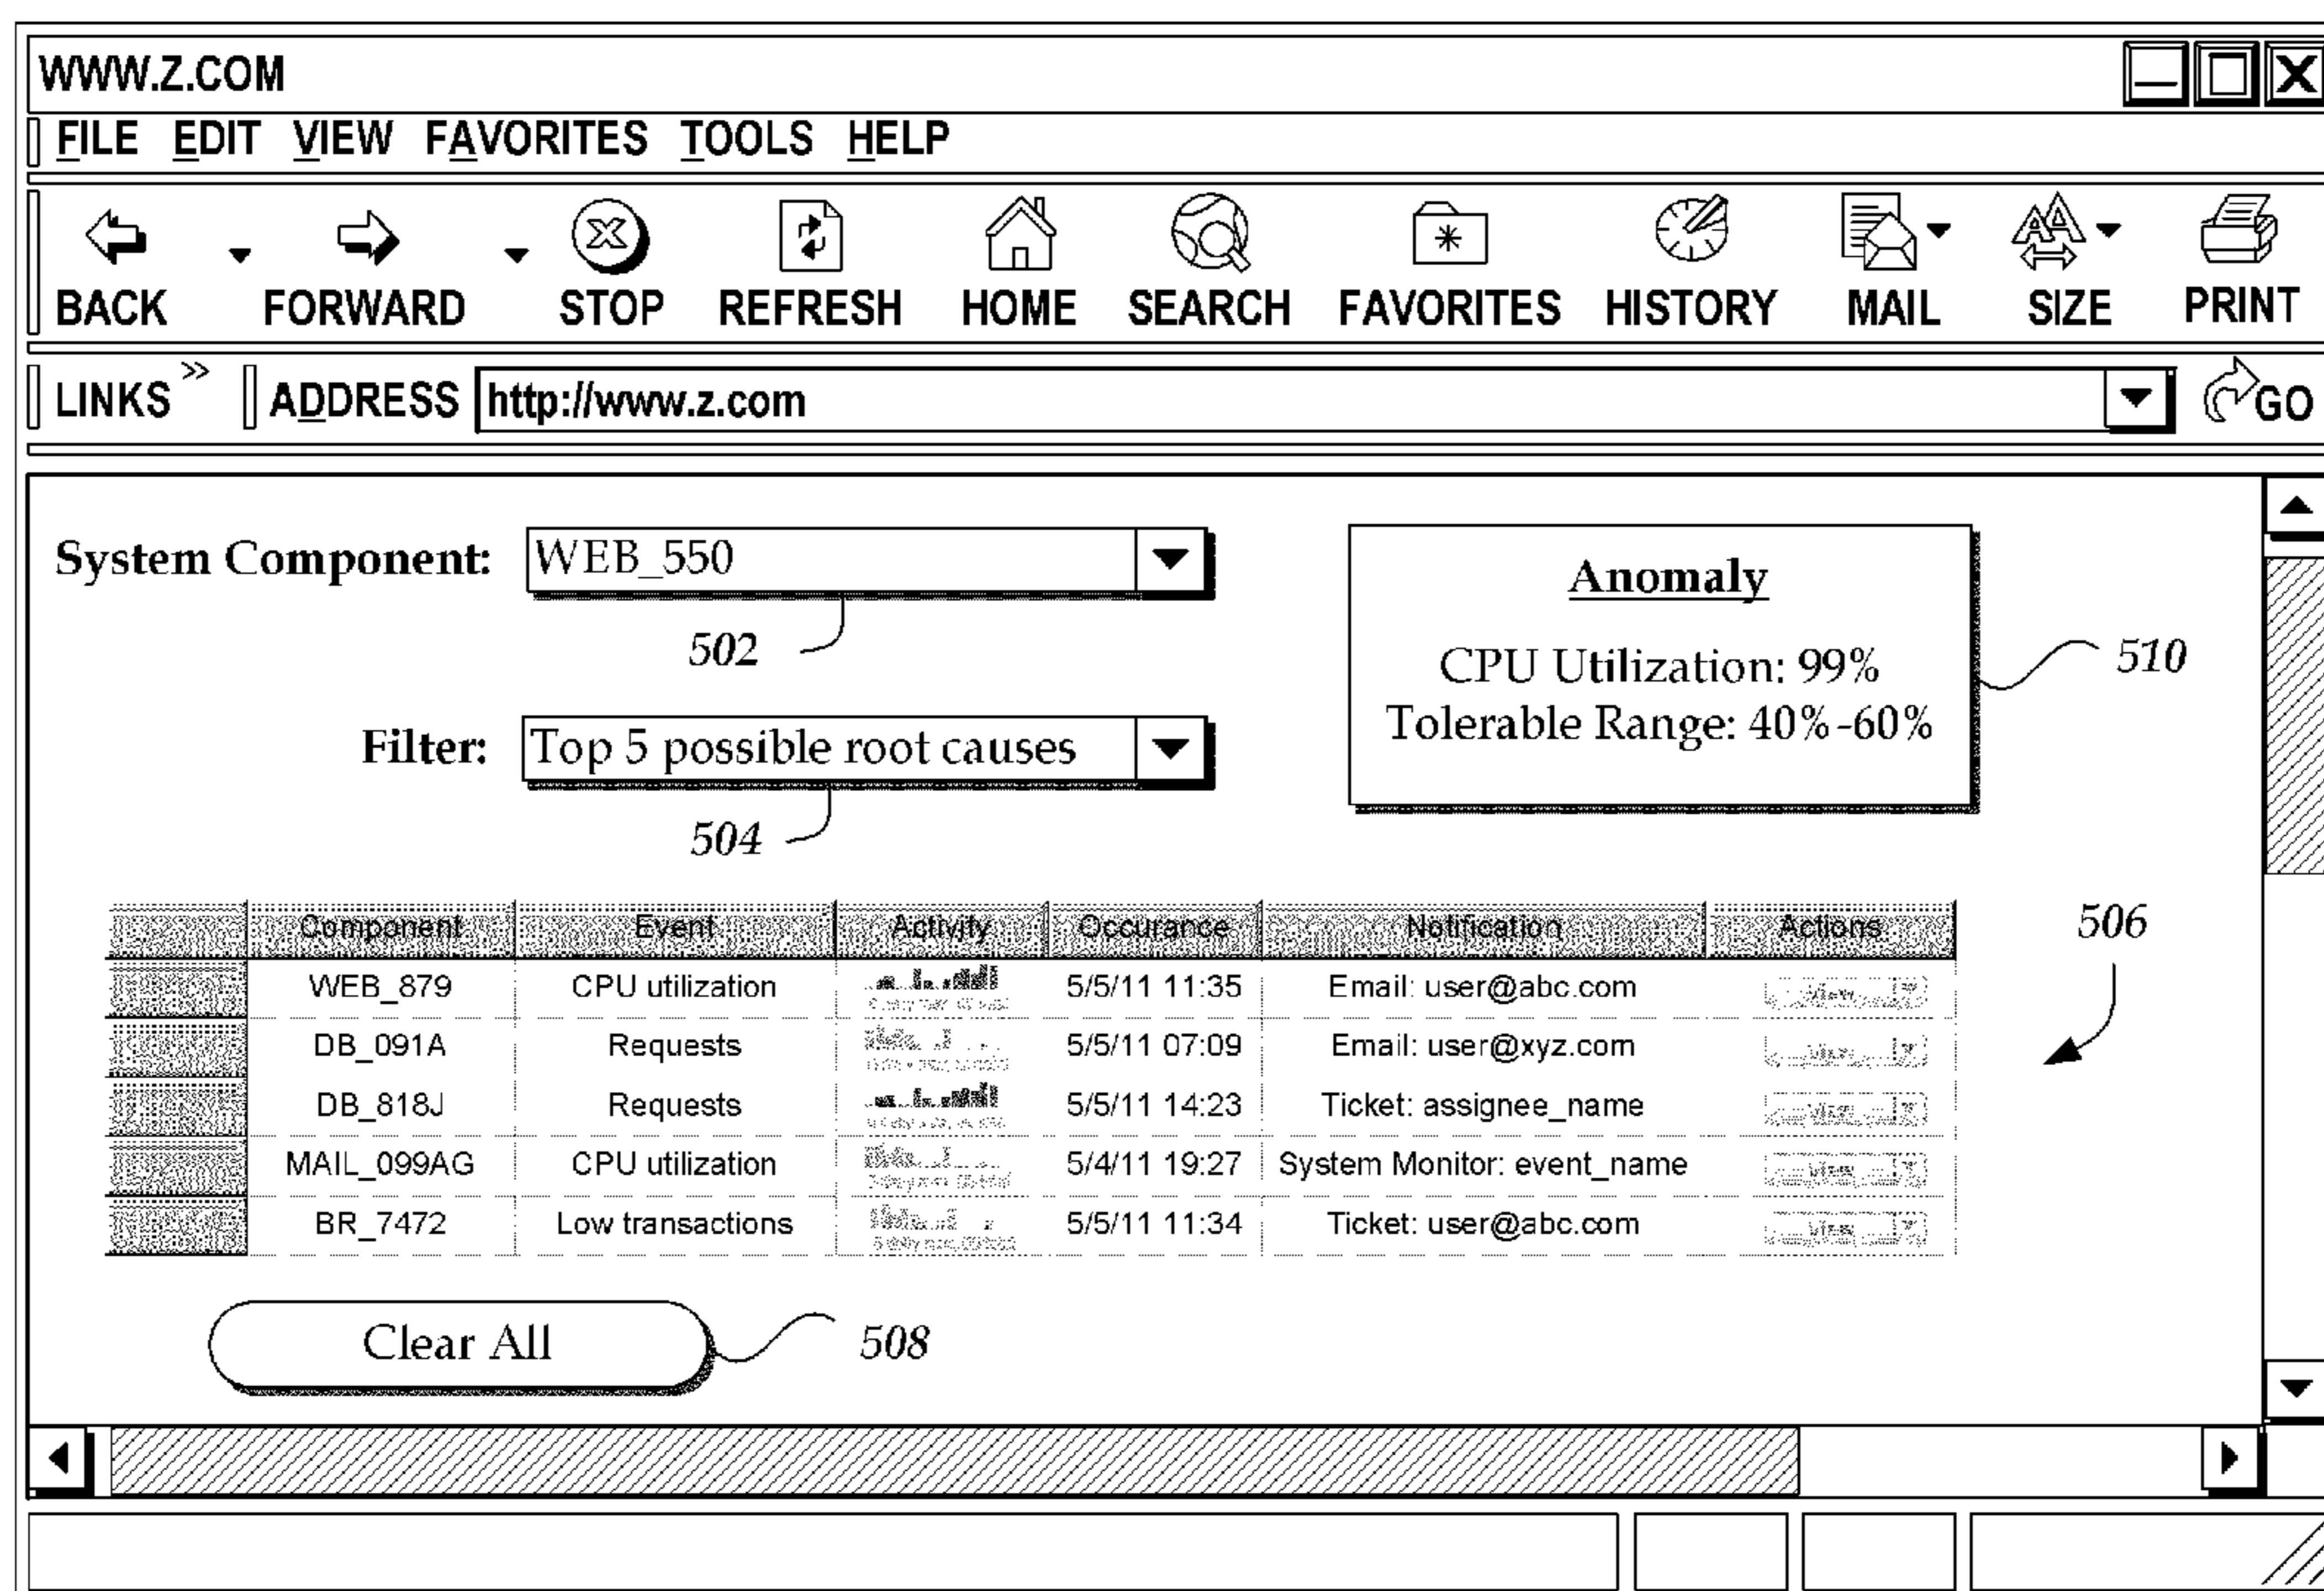 WWW.Z.COM
FILE EDIT VIEW FAVORITES TOOLS HELP
BACK FORWARD STOP REFRESH HOME SEARCH FAVORITES HISTORY MAIL SIZE PRINT
LINKS » ADDRESS http://www.z.com GO
System Component: WEB_550
502
Anomaly
CPU Utilization: 99%
Tolerable Range: 40%-60%
510
Filter: Top 5 possible root causes
504
Component Event Activity Occurance Notification Actions
506
WEB_879 CPU utilization 5/5/11 11:35 Email: user@abc.com View
DB_091A Requests 5/5/11 07:09 Email: user@xyz.com View
DB_818J Requests 5/5/11 14:23 Ticket: assignee_name View
MAIL_099AG CPU utilization 5/4/11 19:27 System Monitor: event_name View
BR_7472 Low transactions 5/5/11 11:34 Ticket: user@abc.com View
Clear All
508